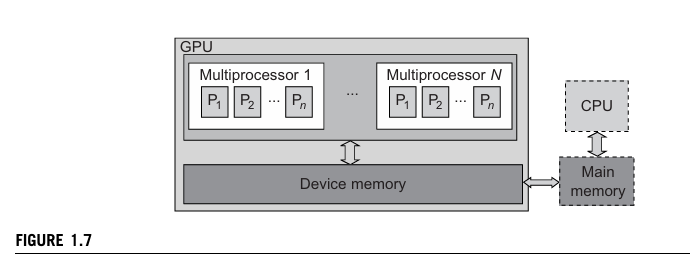 GPU
Multiprocessor 1
P1 P2 ... Pn
...
Multiprocessor N
P1 P2 ... Pn
Device memory
CPU
Main
memory
FIGURE 1.7